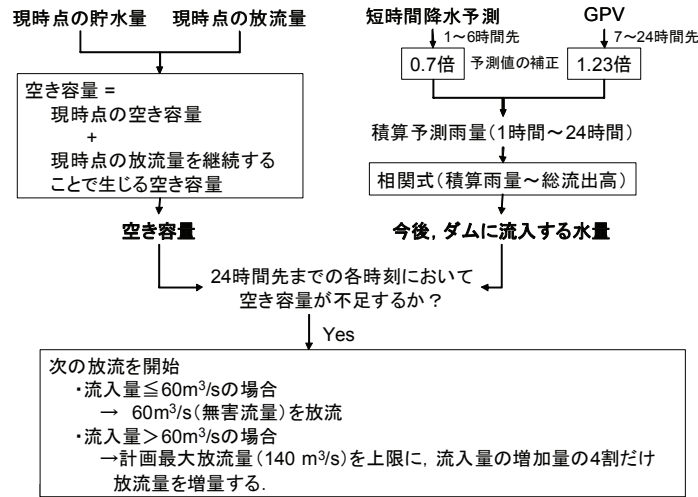 現時点の貯水量 現時点の放流量
空き容量 =
現時点の空き容量
+
現時点の放流量を継続する
ことで生じる空き容量
空き容量
短時間降水予測 GPV
1～6時間先 7～24時間先
0.7倍 予測値の補正 1.23倍
積算予測雨量(1時間～24時間)
相関式(積算雨量～総流出高)
今後,ダムに流入する水量
24時間先までの各時刻において
空き容量が不足するか?
Yes
次の放流を開始
・流入量≦60m³/sの場合
→ 60m³/s(無害流量)を放流
・流入量>60m³/sの場合
→計画最大放流量(140 m³/s)を上限に,流入量の増加量の4割だけ
放流量を増量する.